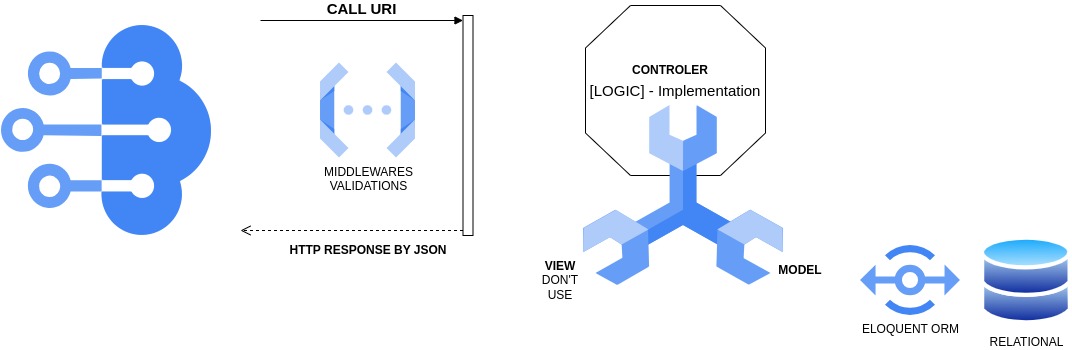 CALL URI
MIDDLEWARES
VALIDATIONS
HTTP RESPONSE BY JSON
CONTROLER
[LOGIC] - Implementation
VIEW
DON'T
USE
MODEL
ELOQUENT ORM
RELATIONAL